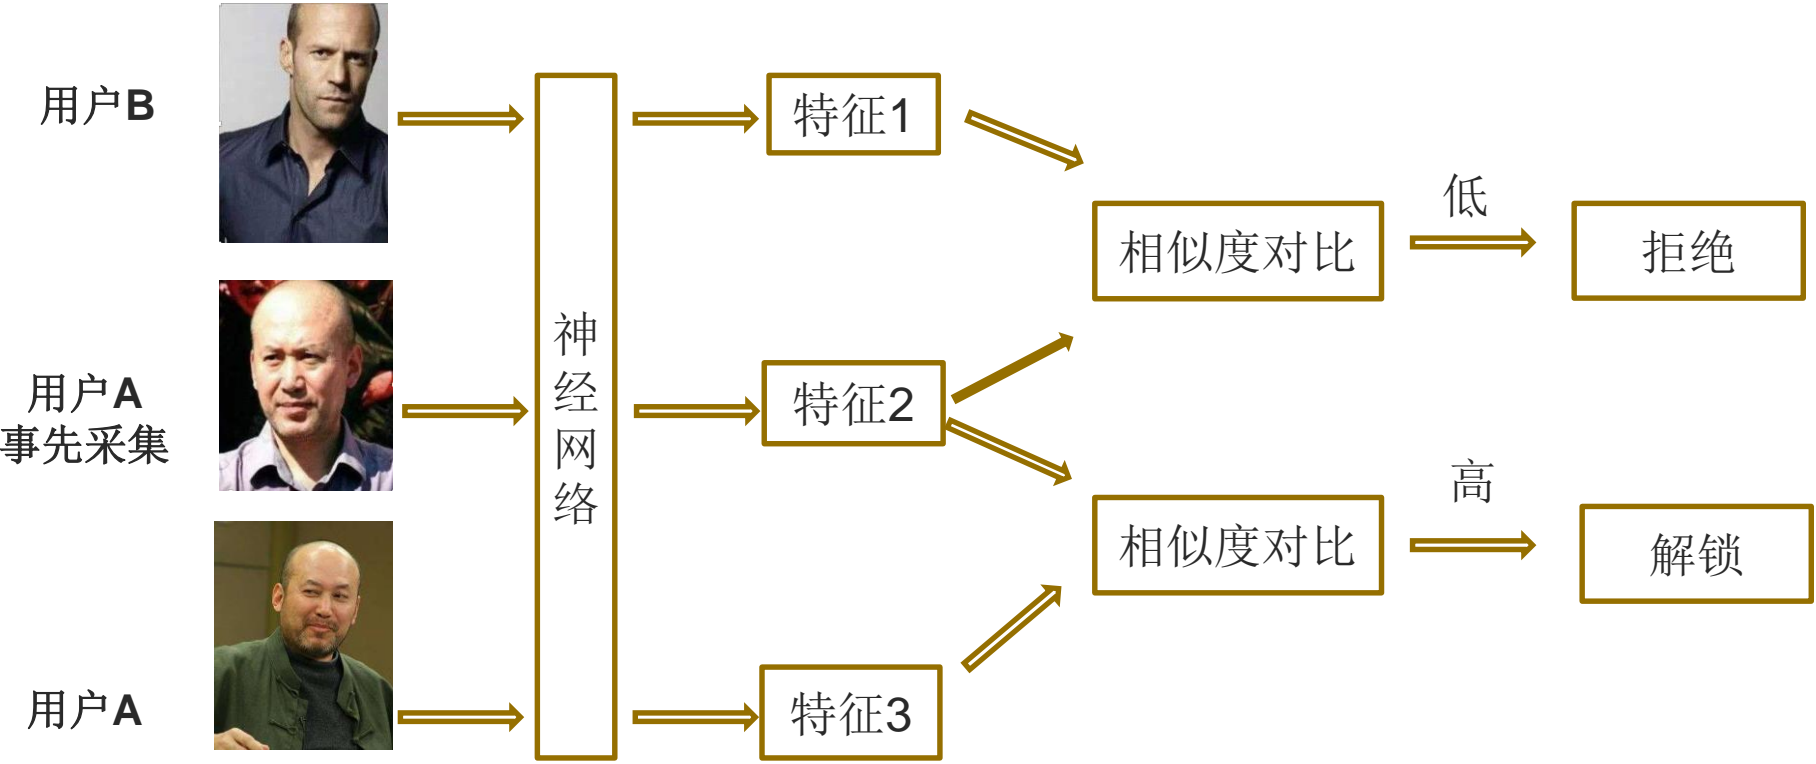 用户B
特征1
低
相似度对比
拒绝
神经网络
用户A
事先采集
特征2
高
相似度对比
解锁
用户A
特征3